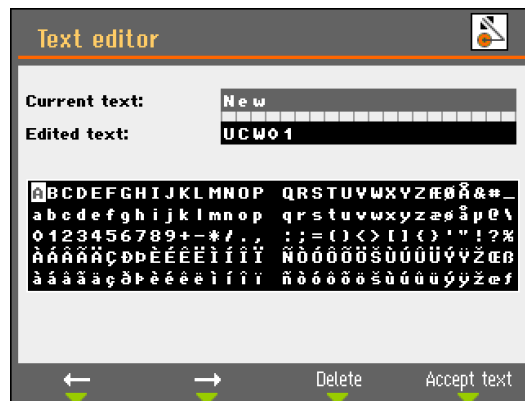 Text editor
Current text: New
Edited text: UCW01
ABCDEFGHIJKLMNOP QRSTUVWXYZÆØÅ&#_
abcdefghijklmnop qrstuvwxyzæøåµ@\
0123456789+-*/., :;=()<>[]{}'"!?%
ÀÁÂÃÄÇÐÞÈÉÊËÌÍÎÏ ÑÒÓÔÕÖŠÙÚÛÜÝŸŽŒß
àáâãäçðÞèéêëìíîï ñòóôõöšùúûüýÿžœƒ
← → Delete Accept text